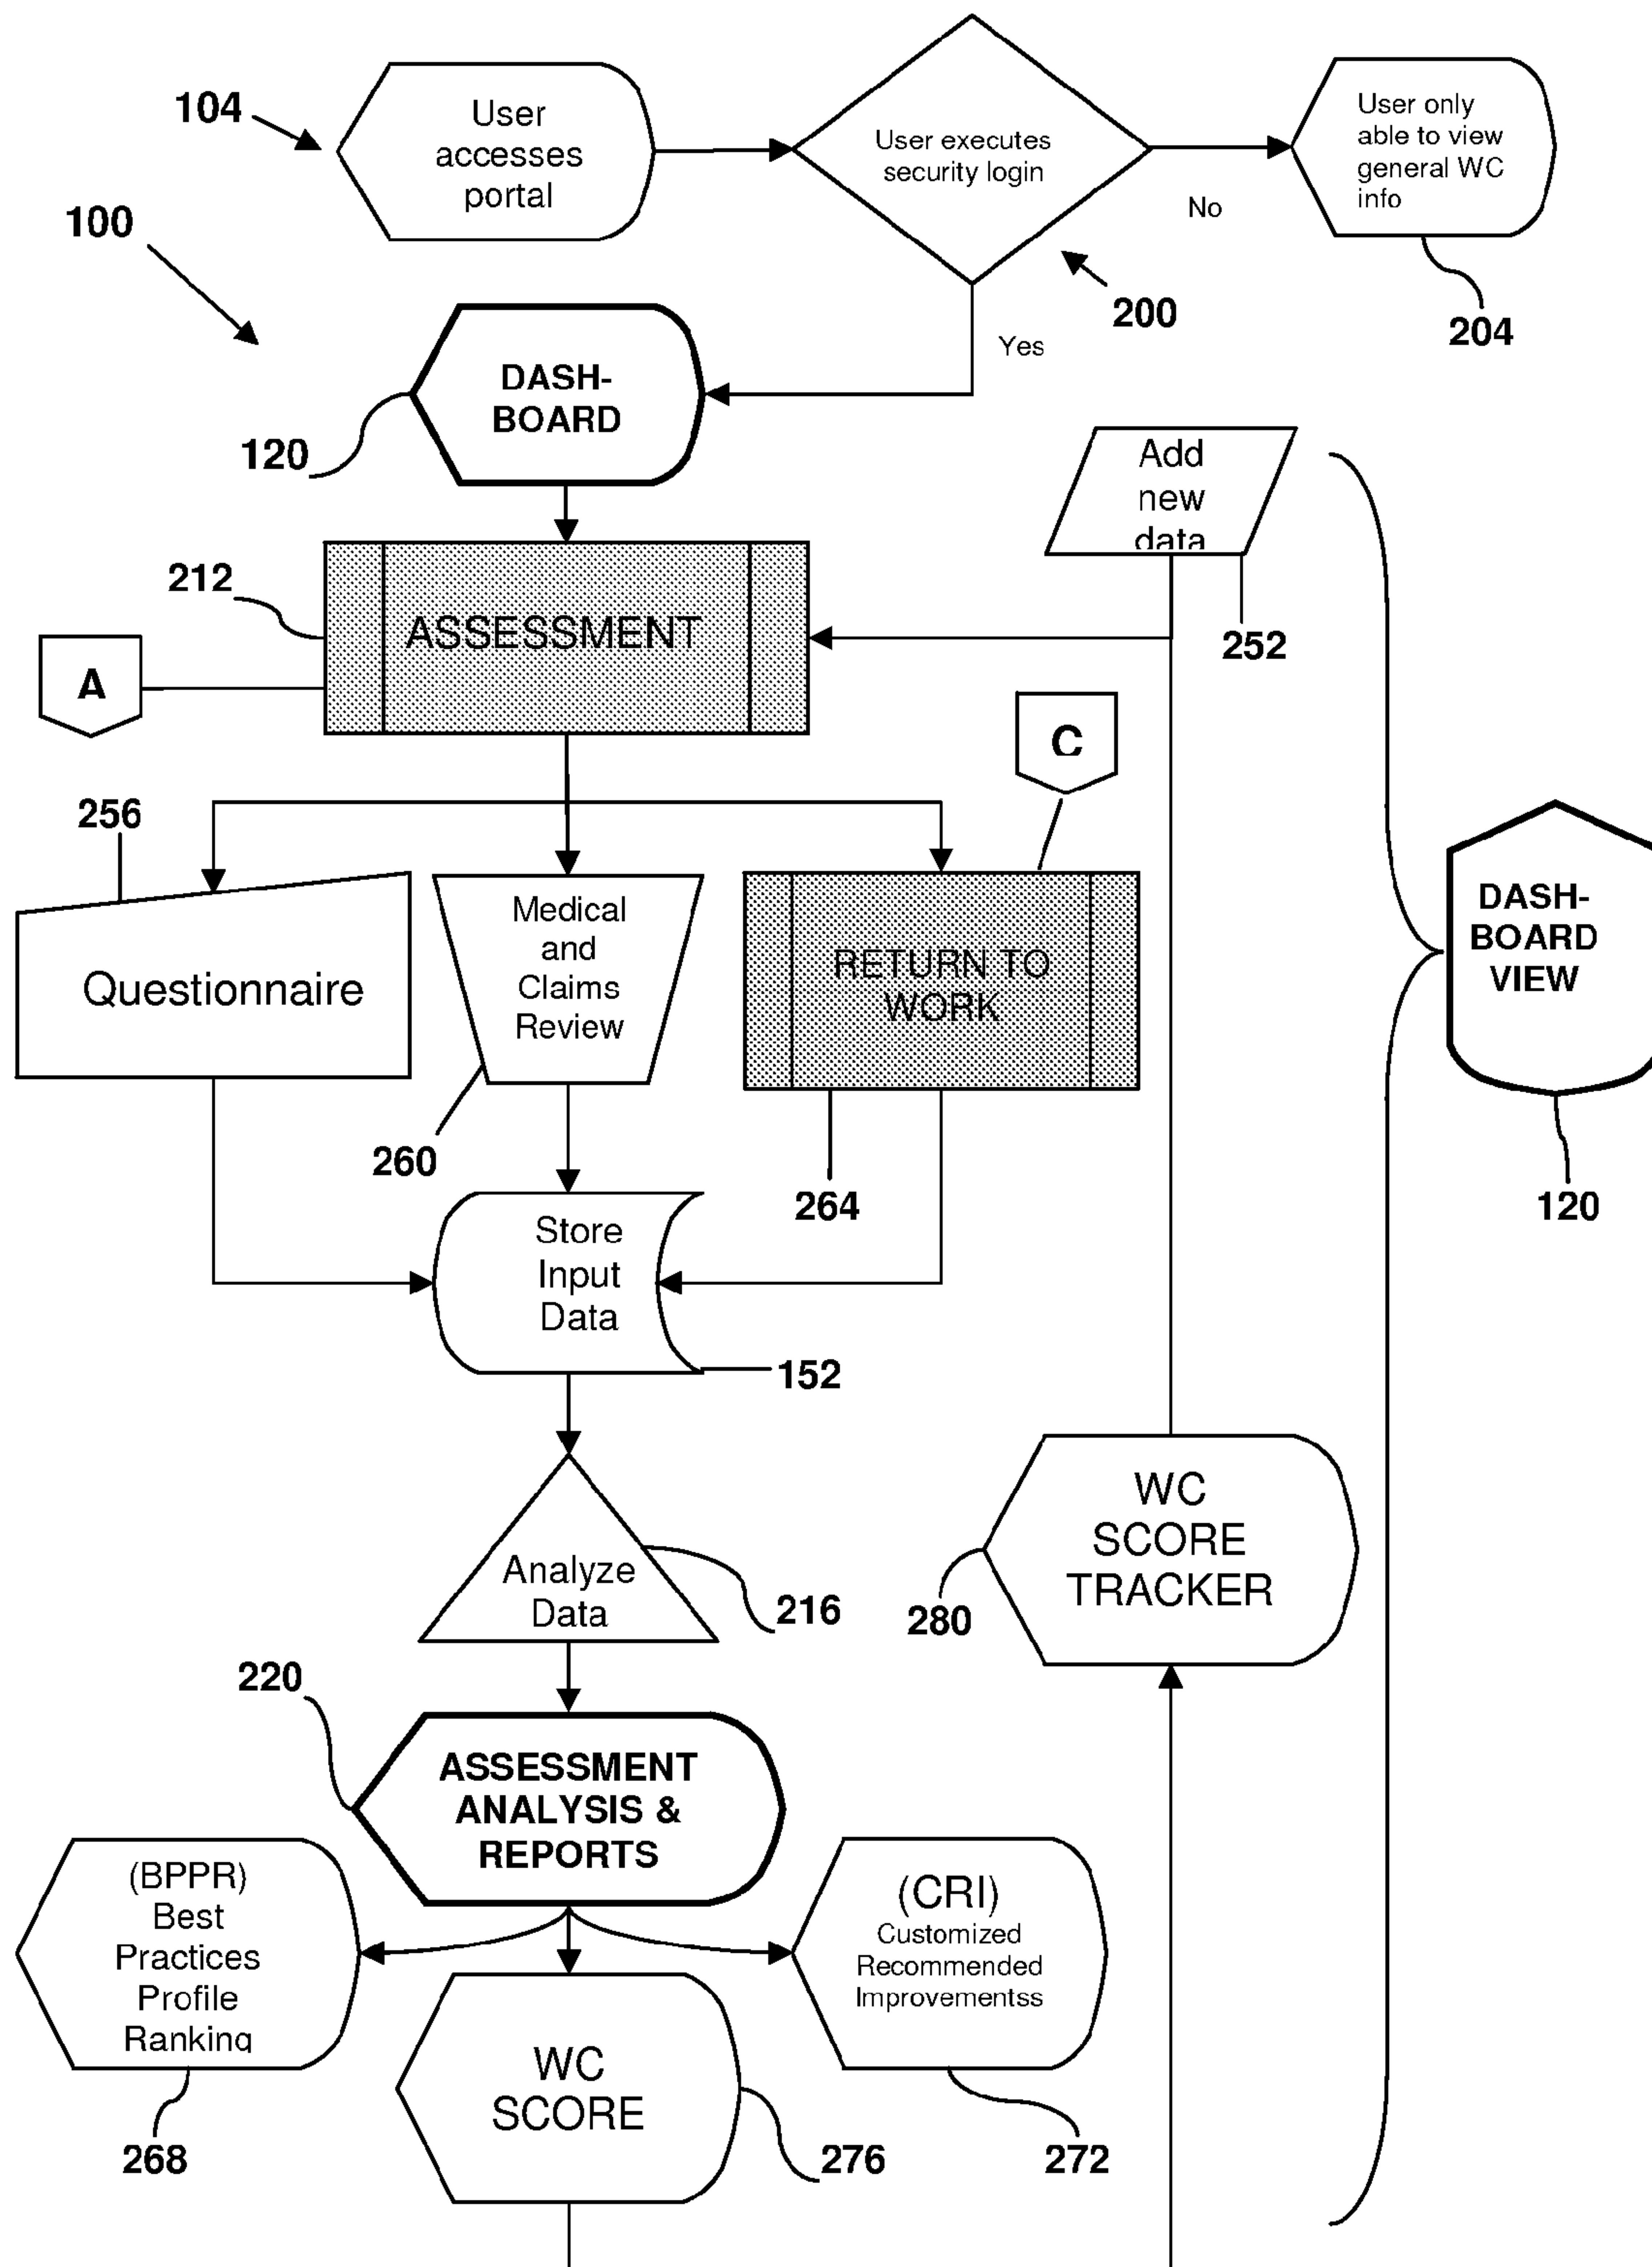 104
User
accesses
portal
User executes
security login
User only
able to view
general WC
info
100
No
200
204
Yes
DASH-
BOARD
120
Add
new
data
212
ASSESSMENT
252
A
C
256
Questionnaire
Medical
and
Claims
Review
RETURN TO
WORK
DASH-
BOARD
VIEW
260
264
120
Store
Input
Data
152
WC
SCORE
TRACKER
Analyze
Data
216
280
220
ASSESSMENT
ANALYSIS &
REPORTS
(BPPR)
Best
Practices
Profile
Ranking
(CRI)
Customized
Recommended
Improvementss
WC
SCORE
268
276
272